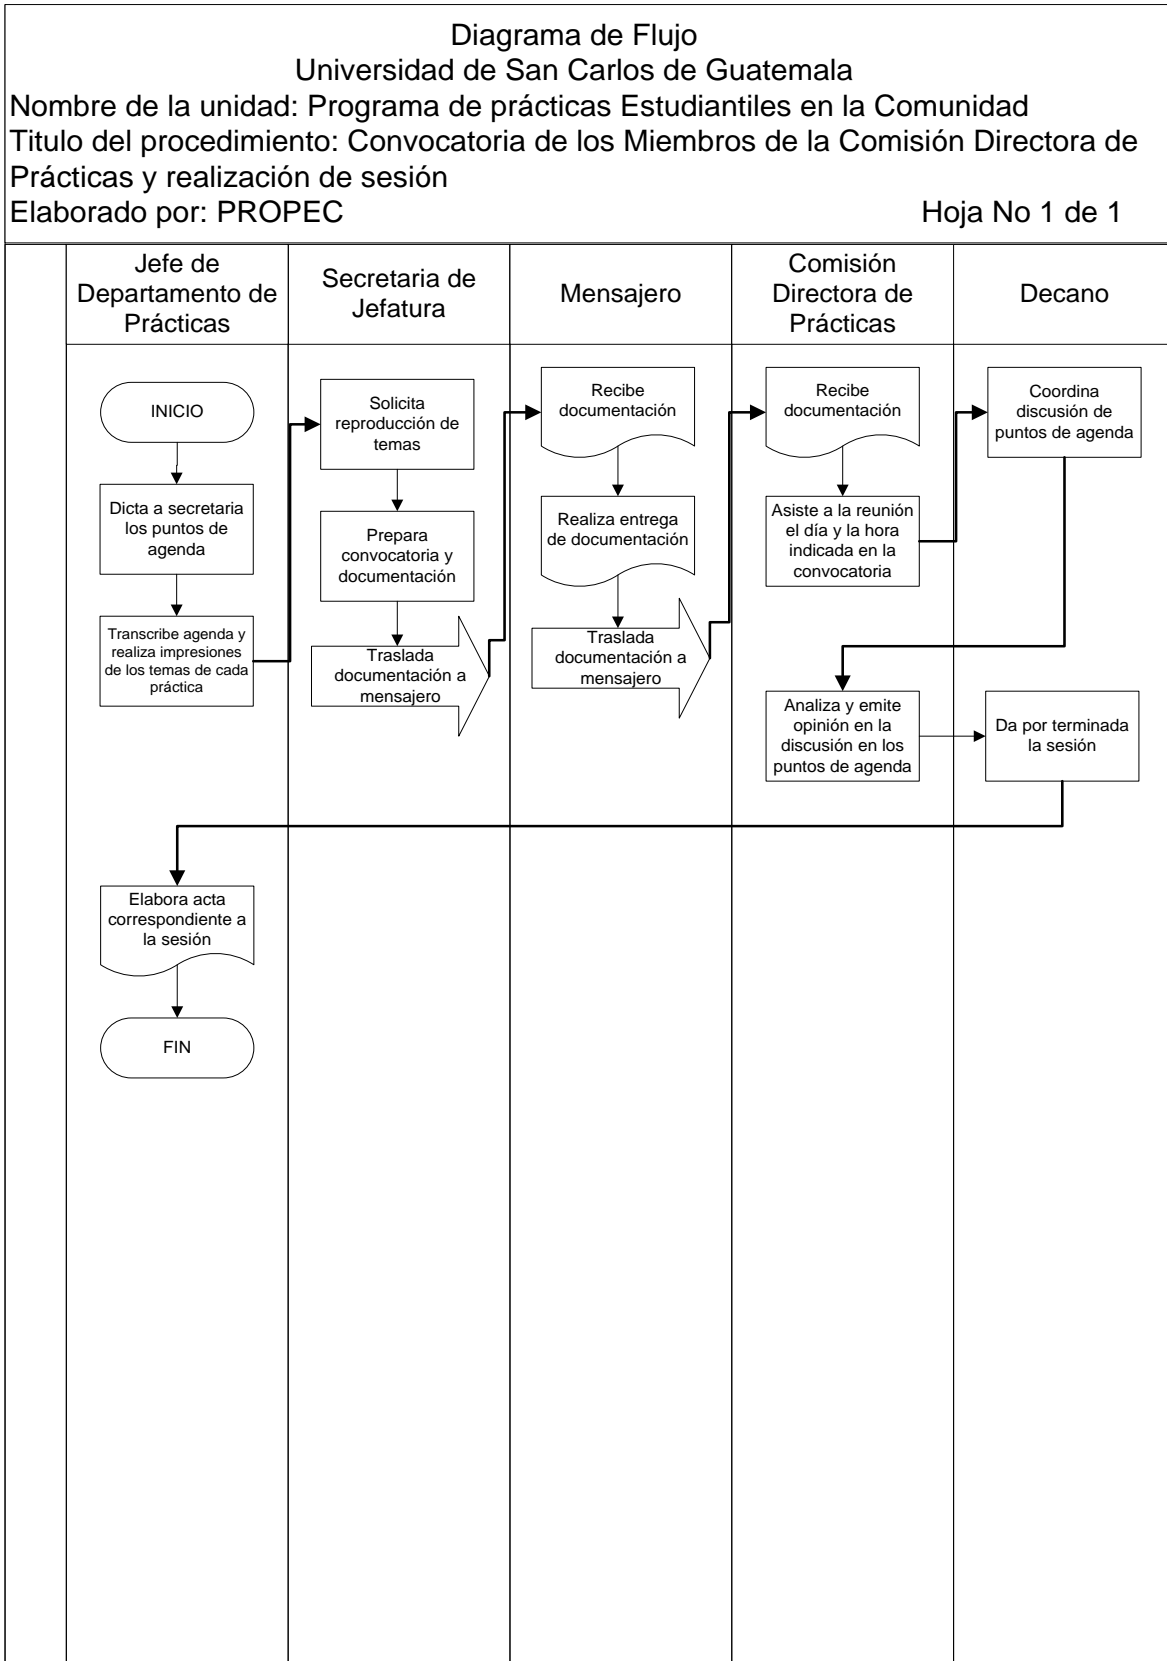 Diagrama de Flujo
Universidad de San Carlos de Guatemala
Nombre de la unidad: Programa de prácticas Estudiantiles en la Comunidad
Titulo del procedimiento: Convocatoria de los Miembros de la Comisión Directora de
Prácticas y realización de sesión
Elaborado por: PROPEC Hoja No 1 de 1
Jefe de
Departamento de
Prácticas
Secretaria de
Jefatura
Mensajero
Comisión
Directora de
Prácticas
Decano
INICIO
Dicta a secretaria
los puntos de
agenda
Transcribe agenda y
realiza impresiones
de los temas de cada
práctica
Solicita
reproducción de
temas
Prepara
convocatoria y
documentación
Traslada
documentación a
mensajero
Recibe
documentación
Realiza entrega
de documentación
Traslada
documentación a
mensajero
Recibe
documentación
Asiste a la reunión
el día y la hora
indicada en la
convocatoria
Coordina
discusión de
puntos de agenda
Analiza y emite
opinión en la
discusión en los
puntos de agenda
Da por terminada
la sesión
Elabora acta
correspondiente a
la sesión
FIN